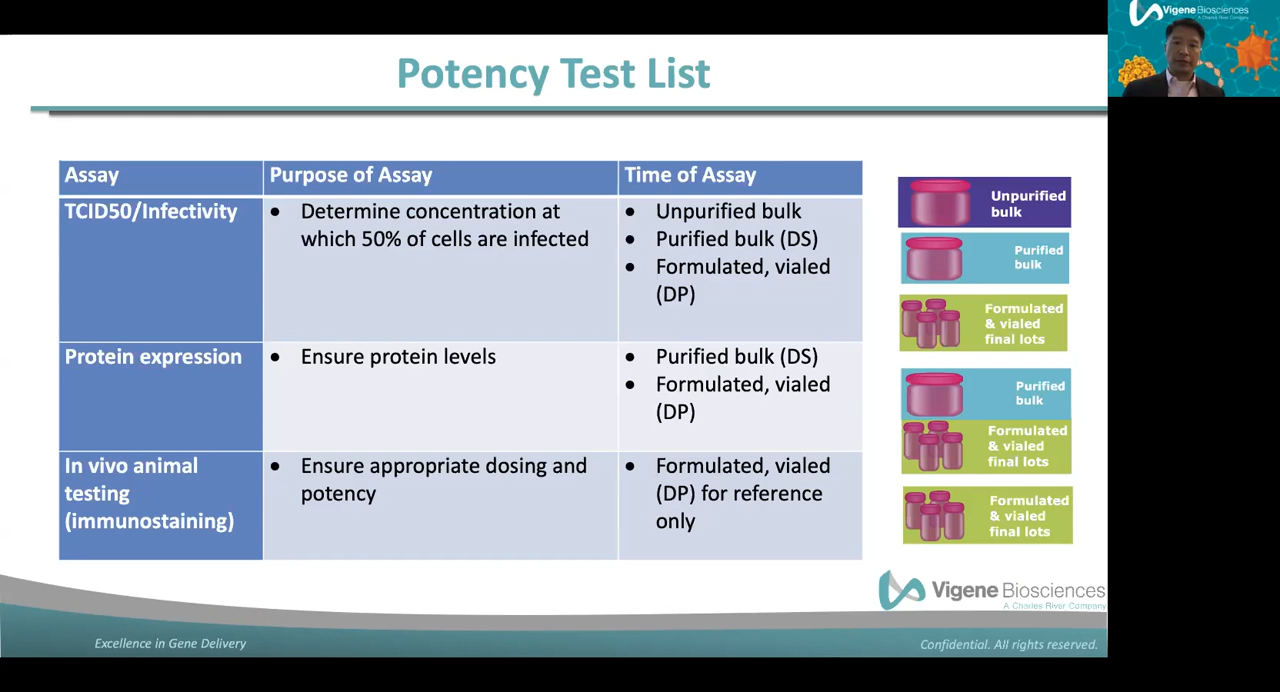 Vigene Biosciences
A Charles River Company
Potency Test List
Assay
Purpose of Assay
Time of Assay
TCID50/Infectivity
• Determine concentration at
which 50% of cells are infected
• Unpurified bulk
• Purified bulk (DS)
• Formulated, vialed
(DP)
Protein expression
• Ensure protein levels
• Purified bulk (DS)
• Formulated, vialed
(DP)
In vivo animal
testing
(immunostaining)
• Ensure appropriate dosing and
potency
• Formulated, vialed
(DP) for reference
only
Unpurified
bulk
Purified
bulk
Formulated
& vialed
final lots
Purified
bulk
Formulated
& vialed
final lots
Formulated
& vialed
final lots
Vigene Biosciences
A Charles River Company
Excellence in Gene Delivery
Confidential. All rights reserved.